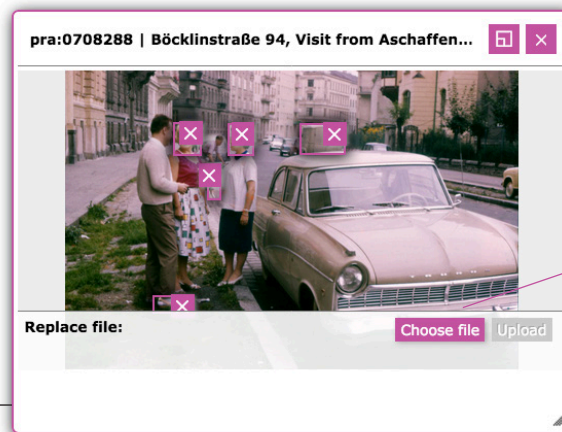 pra:0708288 | Böcklinstraße 94, Visit from Aschaffen...
Replace file:
Choose file
Upload